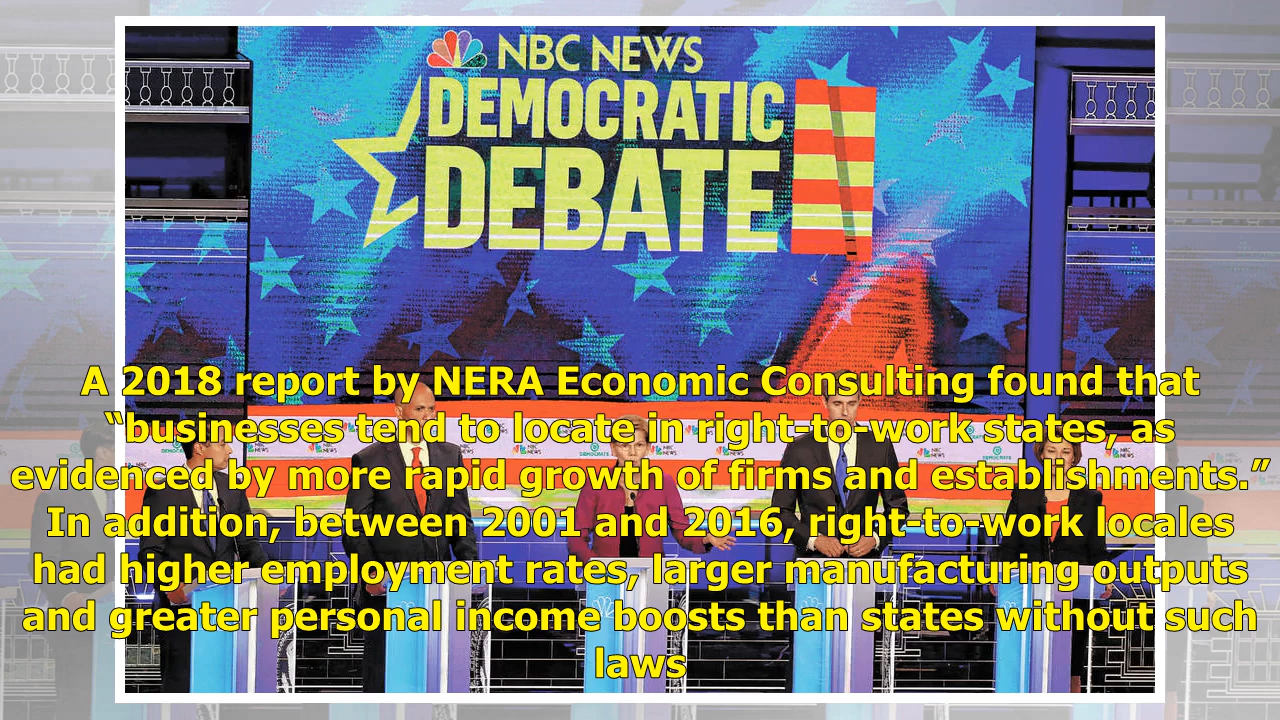 NBC NEWS
DEMOCRATIC
DEBATE
A 2018 report by NERA Economic Consulting found that
“businesses tend to locate in right-to-work states, as
evidenced by more rapid growth of firms and establishments.”
In addition, between 2001 and 2016, right-to-work locales
had higher employment rates, larger manufacturing outputs
and greater personal income boosts than states without such
laws